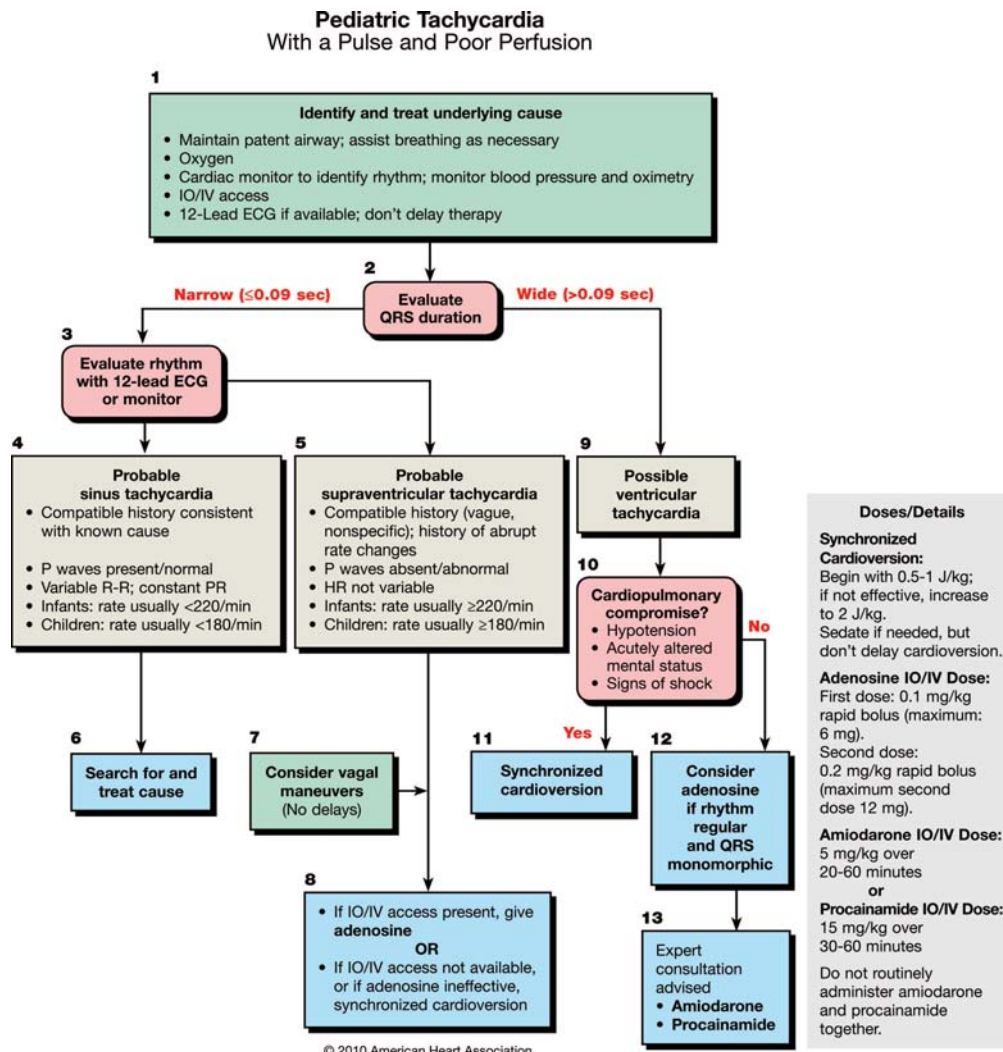 Pediatric Tachycardia
With a Pulse and Poor Perfusion
1
Identify and treat underlying cause
• Maintain patent airway; assist breathing as necessary
• Oxygen
• Cardiac monitor to identify rhythm; monitor blood pressure and oximetry
• IO/IV access
• 12-Lead ECG if available; don't delay therapy
2
Narrow (≤0.09 sec)
Evaluate
QRS duration
Wide (>0.09 sec)
3
Evaluate rhythm
with 12-lead ECG
or monitor
4
Probable
sinus tachycardia
• Compatible history consistent
with known cause
• P waves present/normal
• Variable R-R; constant PR
• Infants: rate usually <220/min
• Children: rate usually <180/min
5
Probable
supraventricular tachycardia
• Compatible history (vague,
nonspecific); history of abrupt
rate changes
• P waves absent/abnormal
• HR not variable
• Infants: rate usually ≥220/min
• Children: rate usually ≥180/min
9
Possible
ventricular
tachycardia
10
Cardiopulmonary
compromise?
• Hypotension
• Acutely altered
mental status
• Signs of shock
No
Yes
6
Search for and
treat cause
7
Consider vagal
maneuvers
(No delays)
11
Synchronized
cardioversion
12
Consider
adenosine
if rhythm
regular
and QRS
monomorphic
8
• If IO/IV access present, give
adenosine
OR
• If IO/IV access not available,
or if adenosine ineffective,
synchronized cardioversion
13
Expert
consultation
advised
• Amiodarone
• Procainamide
Doses/Details
Synchronized
Cardioversion:
Begin with 0.5-1 J/kg;
if not effective, increase
to 2 J/kg.
Sedate if needed, but
don't delay cardioversion.
Adenosine IO/IV Dose:
First dose: 0.1 mg/kg
rapid bolus (maximum:
6 mg).
Second dose:
0.2 mg/kg rapid bolus
(maximum second
dose 12 mg).
Amiodarone IO/IV Dose:
5 mg/kg over
20-60 minutes
or
Procainamide IO/IV Dose:
15 mg/kg over
30-60 minutes
Do not routinely
administer amiodarone
and procainamide
together.
© 2010 American Heart Association